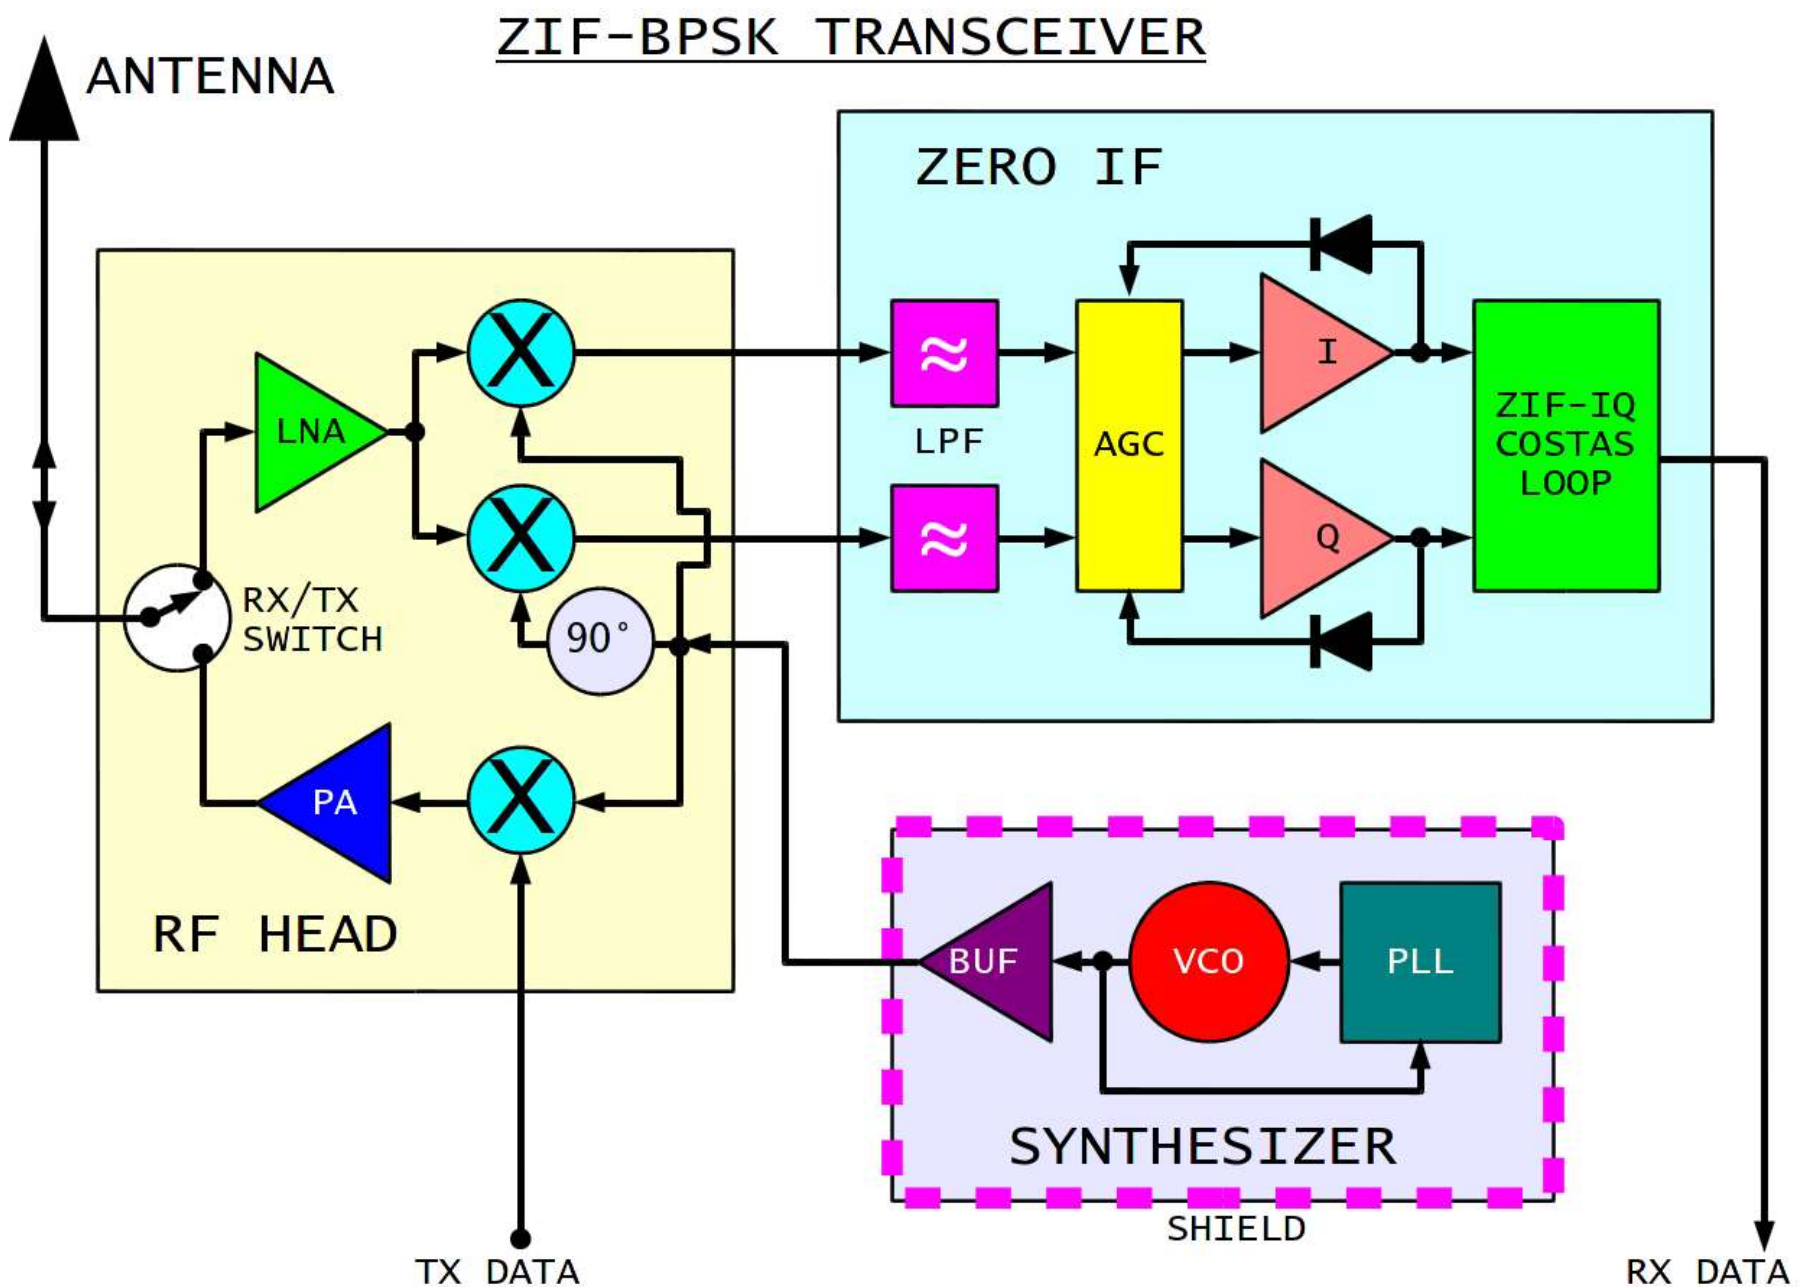 ZIF-BPSK TRANSCEIVER
ANTENNA
ZERO IF
X
I
LNA
LPF
AGC
ZIF-IQ
COSTAS
LOOP
X
Q
RX/TX
SWITCH
90°
PA
X
RF HEAD
BUF
VCO
PLL
SYNTHESIZER
SHIELD
TX DATA
RX DATA